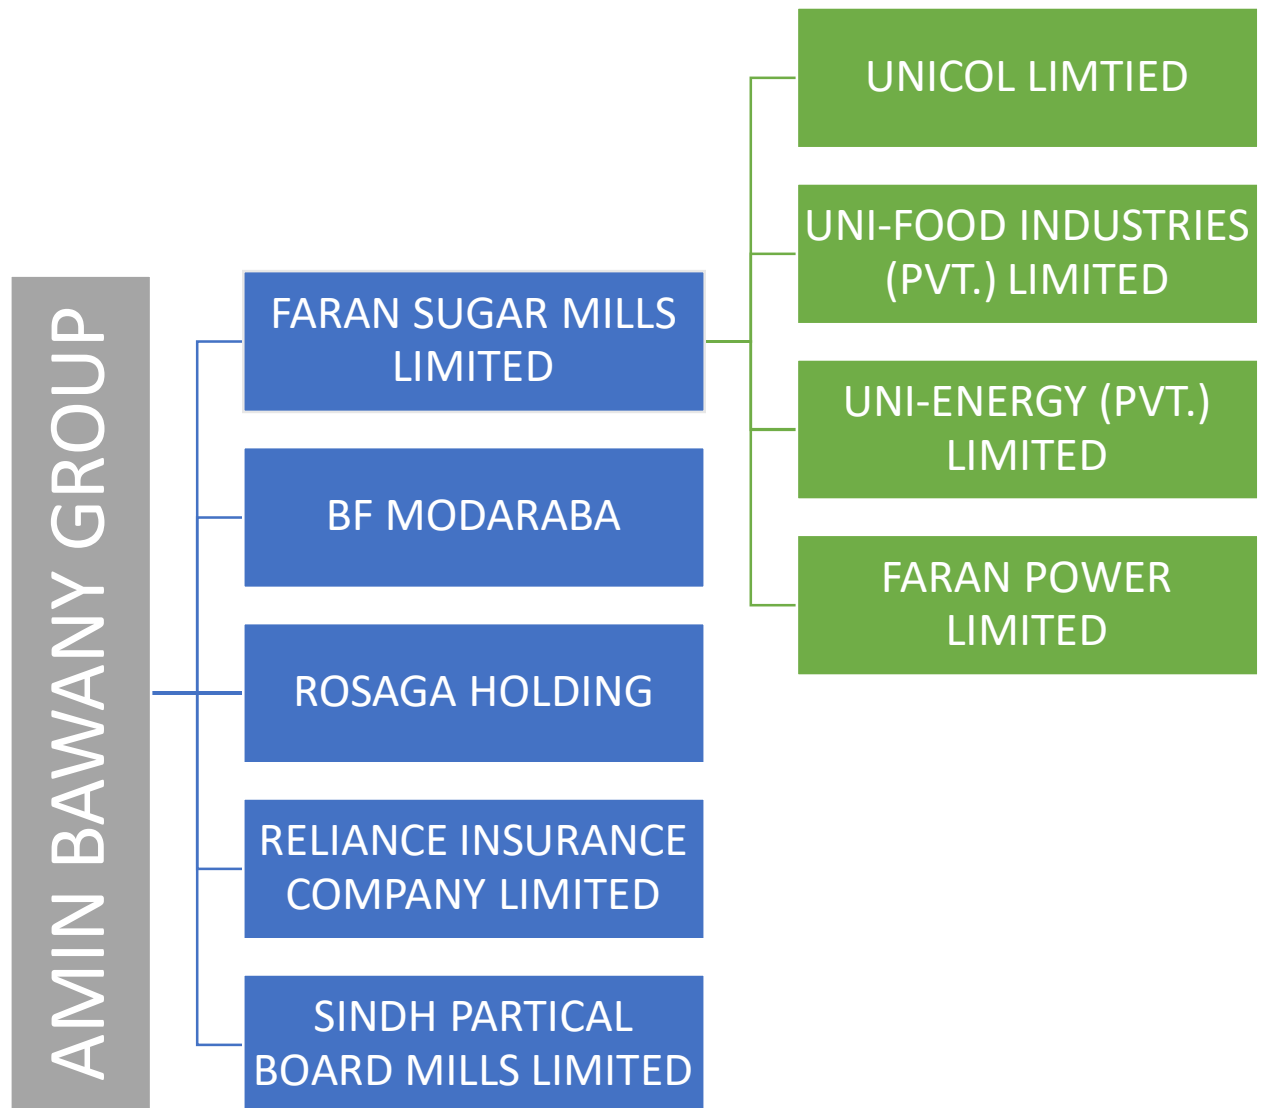 AMIN BAWANY GROUP
FARAN SUGAR MILLS
LIMITED
BF MODARABA
ROSAGA HOLDING
RELIANCE INSURANCE
COMPANY LIMITED
SINDH PARTICAL
BOARD MILLS LIMITED
UNICOL LIMTIED
UNI-FOOD INDUSTRIES
(PVT.) LIMITED
UNI-ENERGY (PVT.)
LIMITED
FARAN POWER
LIMITED